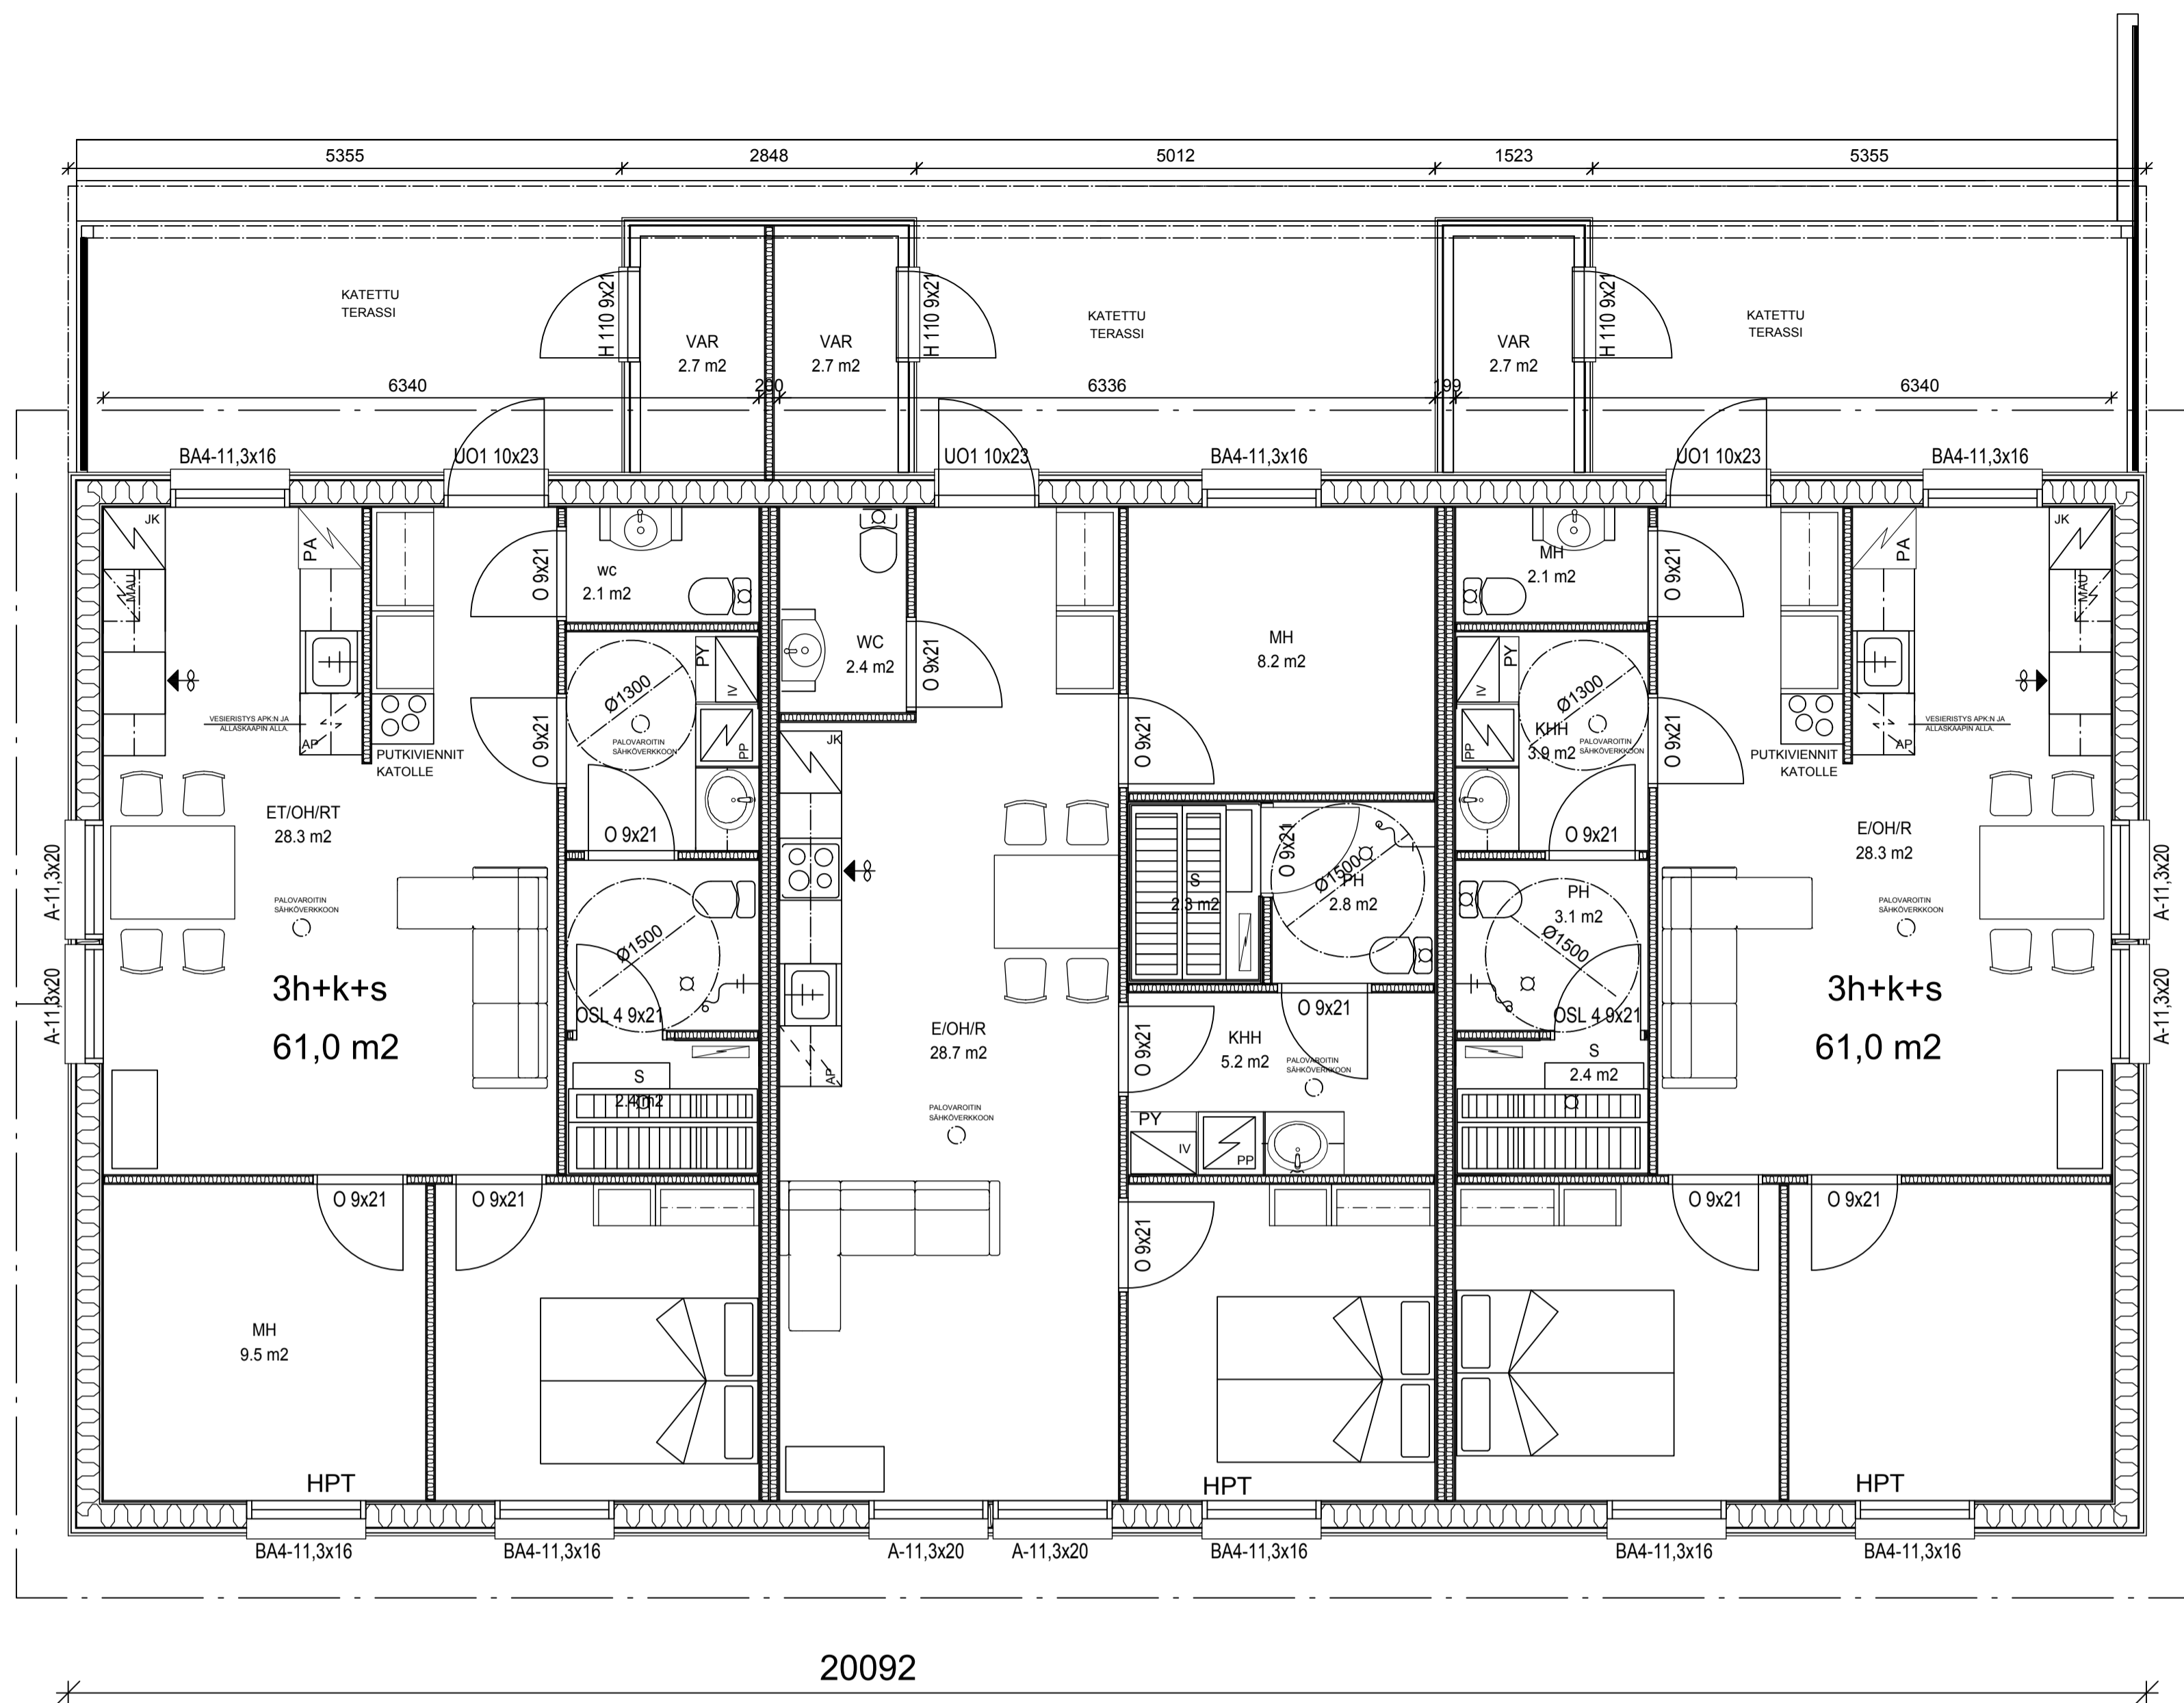 5355
2848
5012
1523
5355
KATETTU
TERASSI
H 110 9x21
VAR
2.7 m2
VAR
2.7 m2
H 110 9x21
KATETTU
TERASSI
VAR
2.7 m2
H 110 9x21
KATETTU
TERASSI
6340
200
6336
199
6340
BA4-11,3x16
UO1 10x23
UO1 10x23
BA4-11,3x16
UO1 10x23
BA4-11,3x16
JK
PA
MAU
O 9x21
wc
2.1 m2
WC
2.4 m2
O 9x21
MH
8.2 m2
MH
2.1 m2
O 9x21
PA
JK
MAU
VESIERISTYS APK:N JA
ALLASKAAPIN ALLA.
AP
PUTKIVIENNIT
KATOLLE
O 9x21
Ø1300
PALOVAROITIN
SÄHKÖVERKKOON
PY
IV
PP
O 9x21
JK
O 9x21
PY
IV
PP
Ø1300
KHH
3.9 m2
PALOVAROITIN
SÄHKÖVERKKOON
O 9x21
O 9x21
PUTKIVIENNIT
KATOLLE
AP
VESIERISTYS APK:N JA
ALLASKAAPIN ALLA.
A-11,3x20
ET/OH/RT
28.3 m2
PALOVAROITIN
SÄHKÖVERKKOON
3h+k+s
61,0 m2
A-11,3x20
Ø1500
OSL 4 9x21
S
2.4 m2
AP
E/OH/R
28.7 m2
PALOVAROITIN
SÄHKÖVERKKOON
S
2.3 m2
O 9x21
Ø1500
PH
2.8 m2
O 9x21
O 9x21
KHH
5.2 m2
PALOVAROITIN
SÄHKÖVERKKOON
PY
IV
PP
PH
3.1 m2
Ø1500
OSL 4 9x21
S
2.4 m2
E/OH/R
28.3 m2
PALOVAROITIN
SÄHKÖVERKKOON
3h+k+s
61,0 m2
A-11,3x20
A-11,3x20
O 9x21
O 9x21
O 9x21
O 9x21
O 9x21
MH
9.5 m2
HPT
HPT
HPT
BA4-11,3x16
BA4-11,3x16
A-11,3x20
A-11,3x20
BA4-11,3x16
BA4-11,3x16
BA4-11,3x16
20092